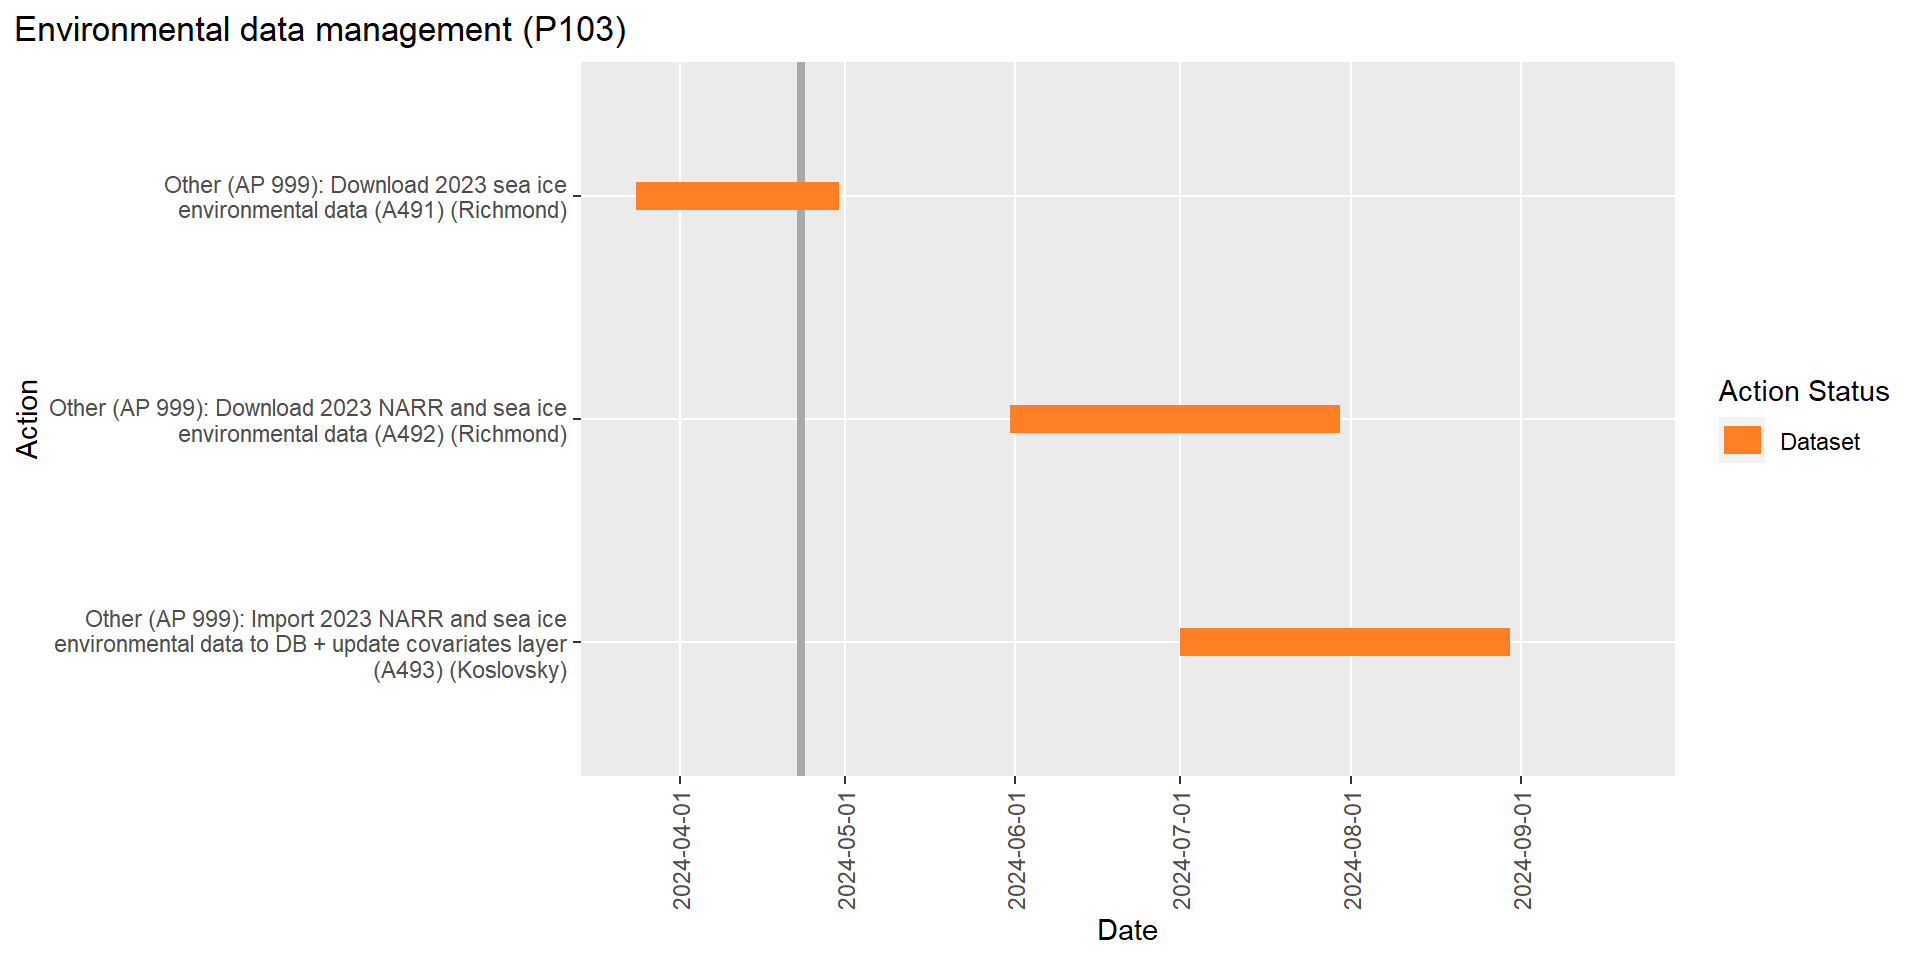 Environmental data management (P103)
Other (AP 999): Download 2023 sea ice
environmental data (A491) (Richmond)
Other (AP 999): Download 2023 NARR and sea ice
environmental data (A492) (Richmond)
Other (AP 999): Import 2023 NARR and sea ice
environmental data to DB + update covariates layer
(A493) (Koslovsky)
Action
2024-04-01
2024-05-01
2024-06-01
2024-07-01
2024-08-01
2024-09-01
Date
Action Status
Dataset